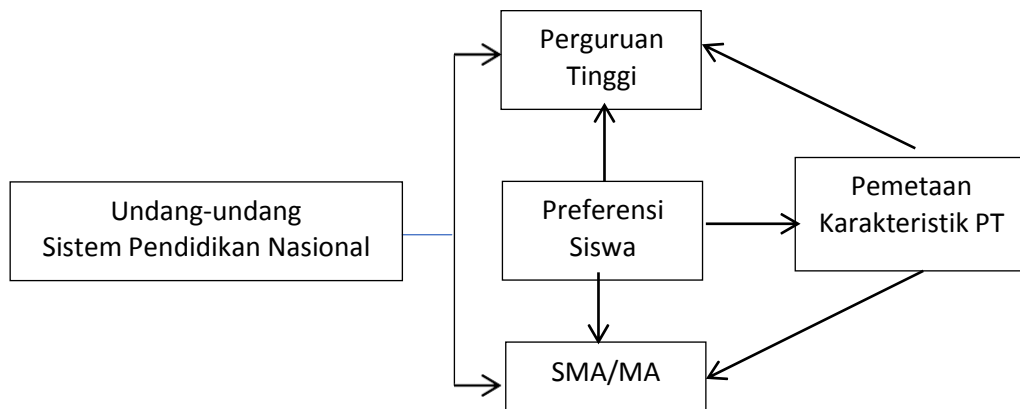 Perguruan
Tinggi
Undang-undang
Sistem Pendidikan Nasional
Preferensi
Siswa
Pemetaan
Karakteristik PT
SMA/MA